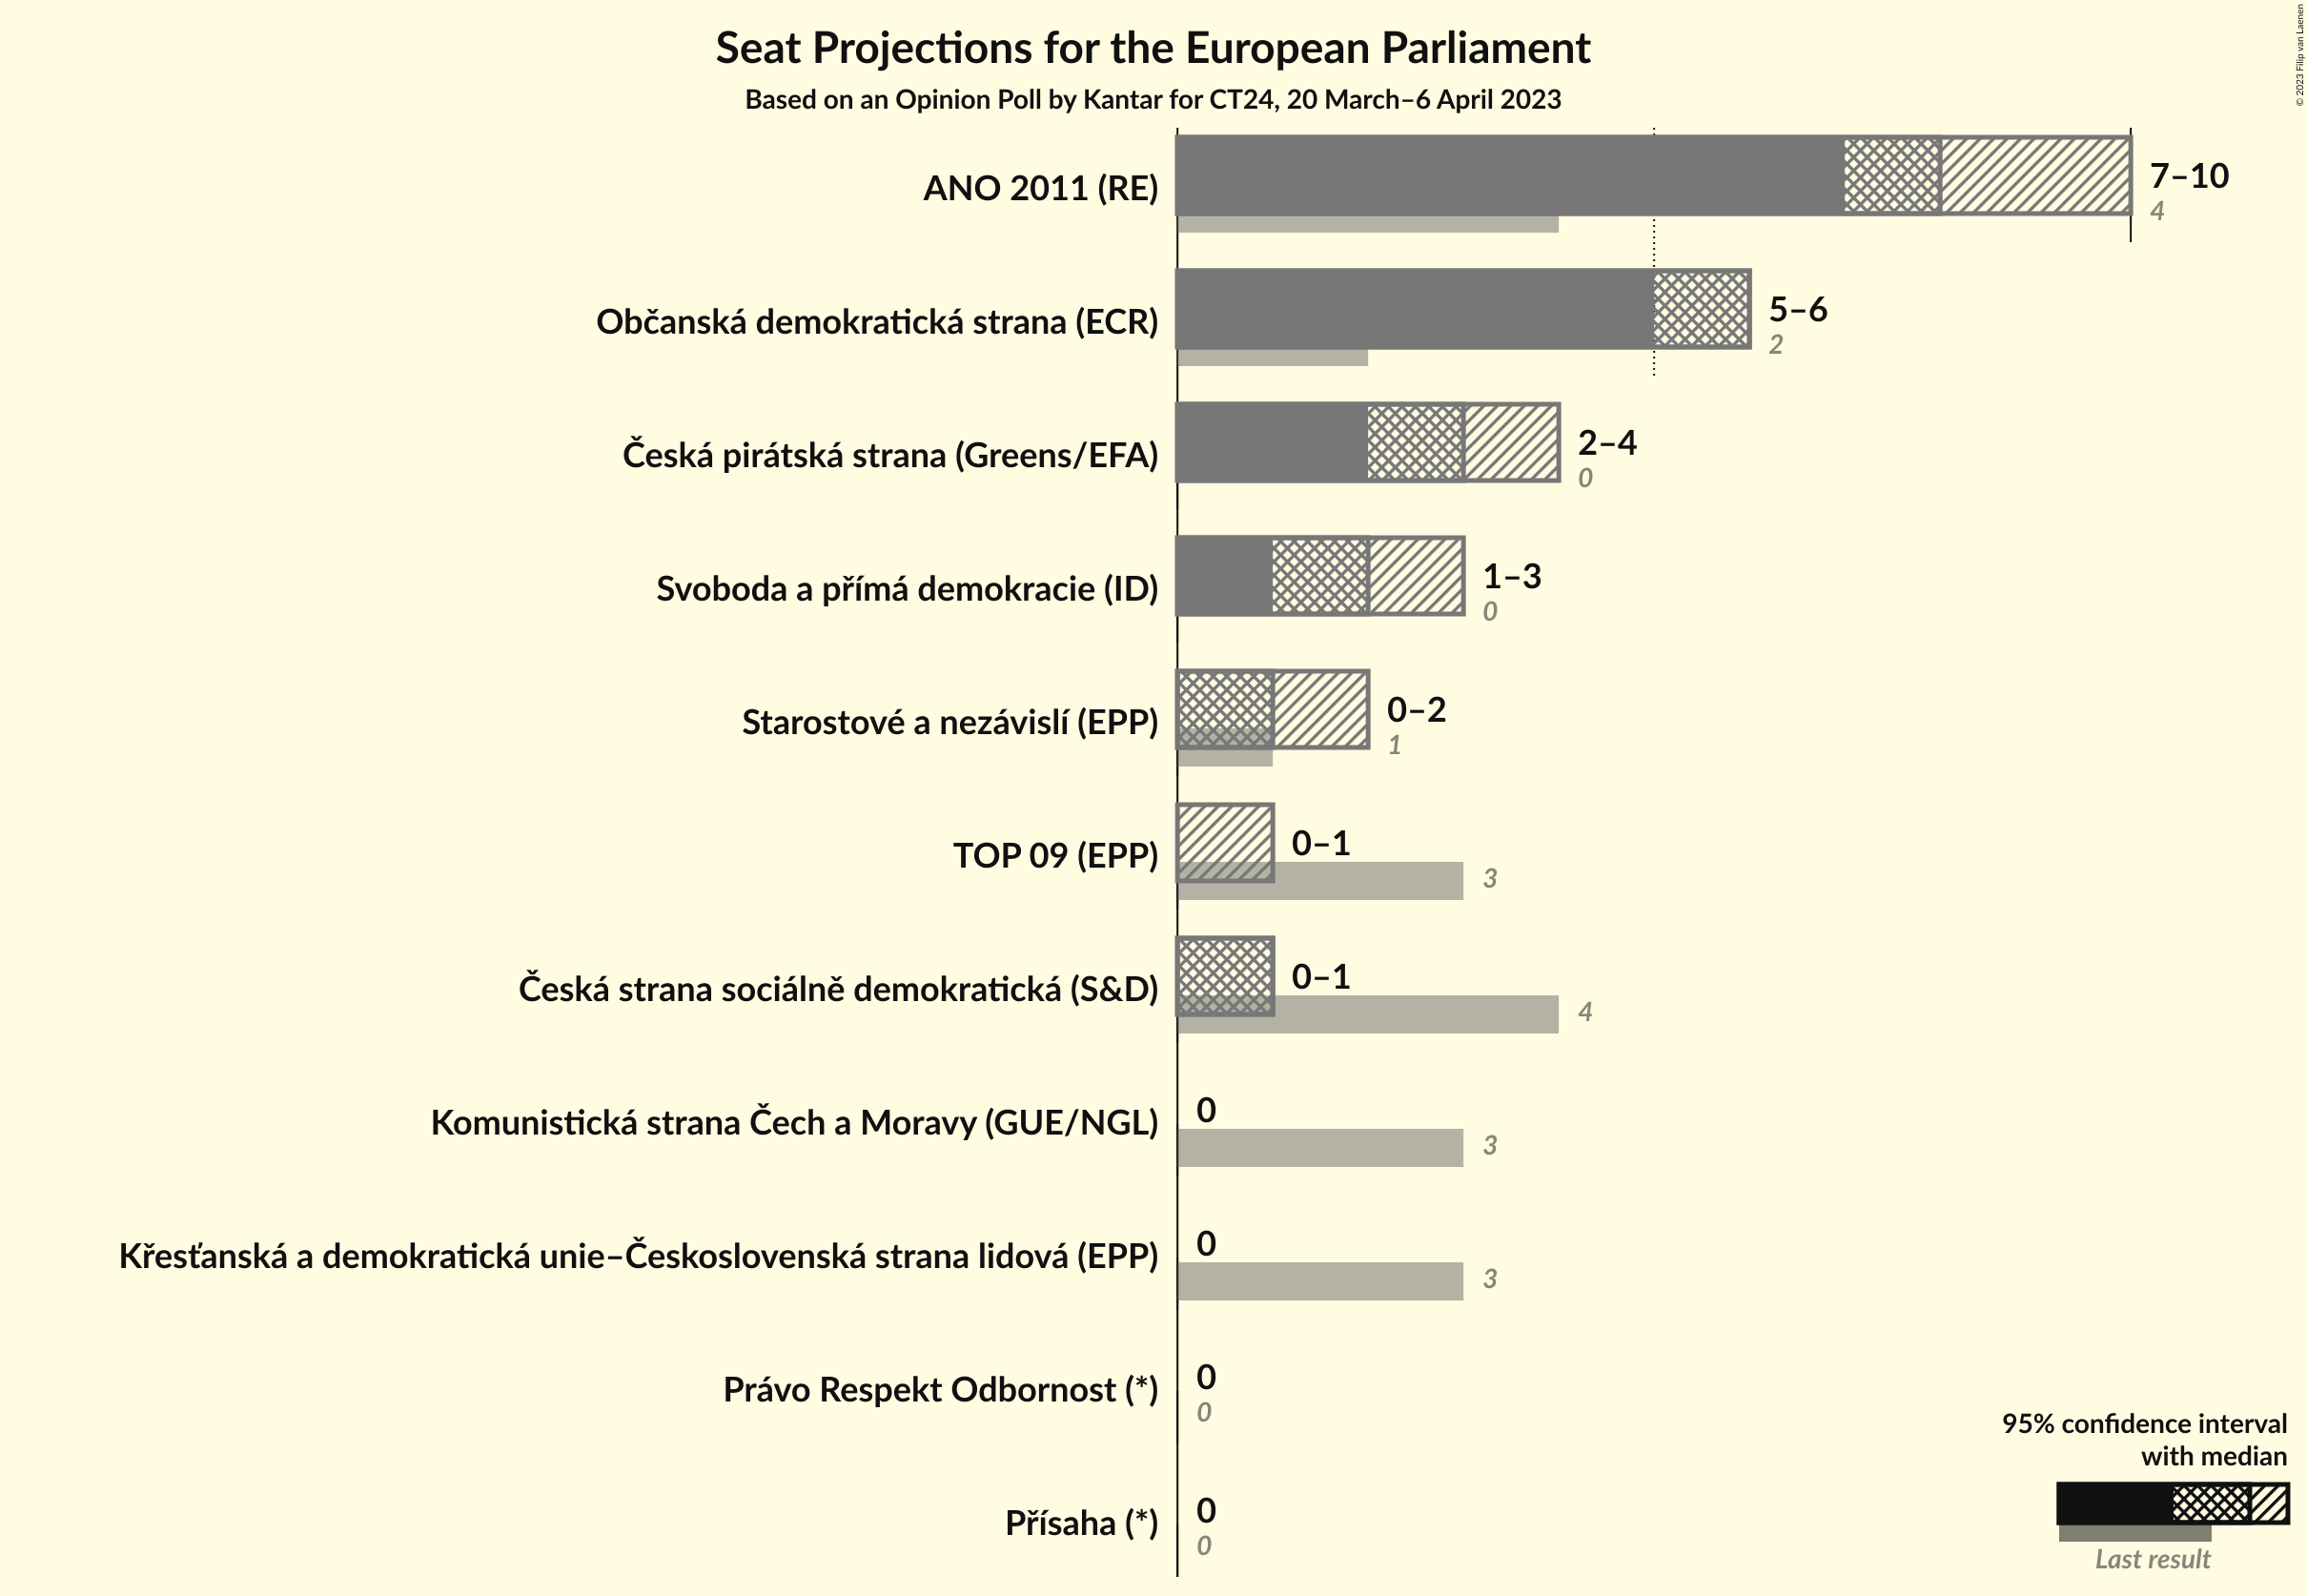 Seat Projections for the European Parliament
Based on an Opinion Poll by Kantar for CT24, 20 March–6 April 2023
© 2023 Filip van Laenen
ANO 2011 (RE)
7–10
4
Občanská demokratická strana (ECR)
5–6
2
Česká pirátská strana (Greens/EFA)
2–4
0
Svoboda a přímá demokracie (ID)
1–3
0
Starostové a nezávislí (EPP)
0–2
1
TOP 09 (EPP)
0–1
3
Česká strana sociálně demokratická (S&D)
0–1
4
Komunistická strana Čech a Moravy (GUE/NGL)
0
3
Křesťanská a demokratická unie–Československá strana lidová (EPP)
0
3
Právo Respekt Odbornost (*)
0
0
Přísaha (*)
0
0
95% confidence interval
with median
Last result